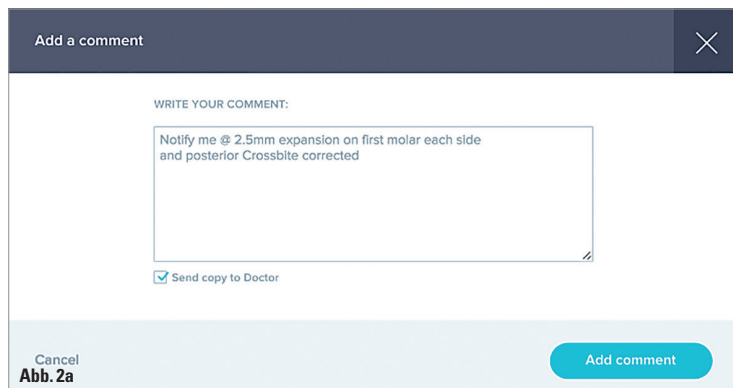 Add a comment
WRITE YOUR COMMENT:
Notify me @ 2.5mm expansion on first molar each side
and posterior Crossbite corrected
Send copy to Doctor
Cancel
Add comment
Abb. 2a